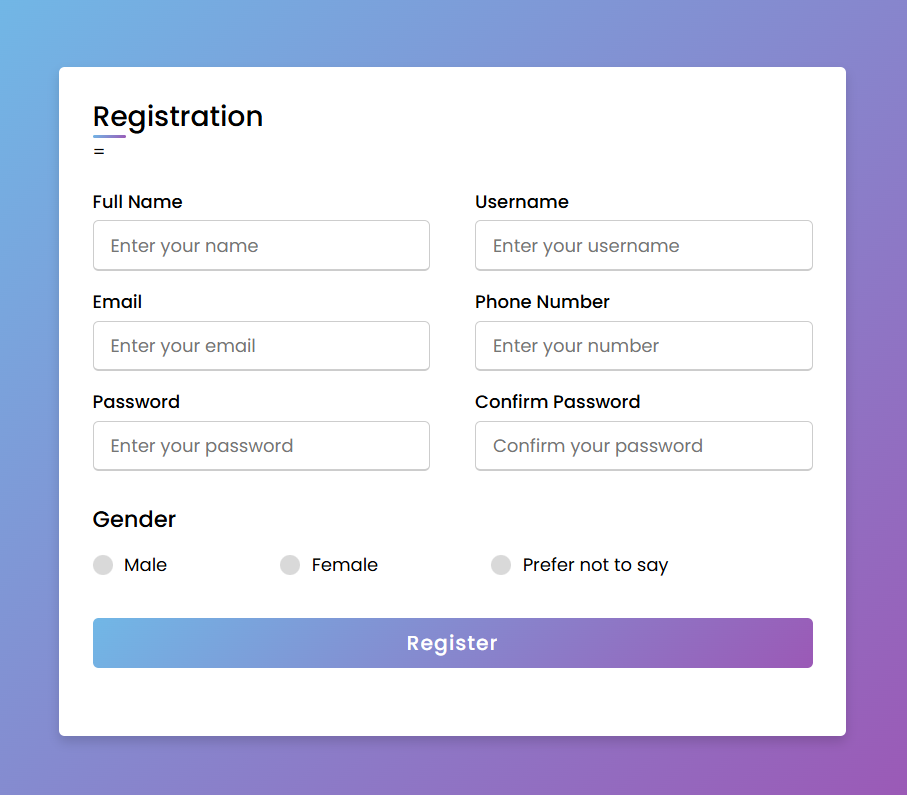 Registration
=
Full Name Username
Enter your name Enter your username
Email Phone Number
Enter your email Enter your number
Password Confirm Password
Enter your password Confirm your password
Gender
Male Female Prefer not to say
Register